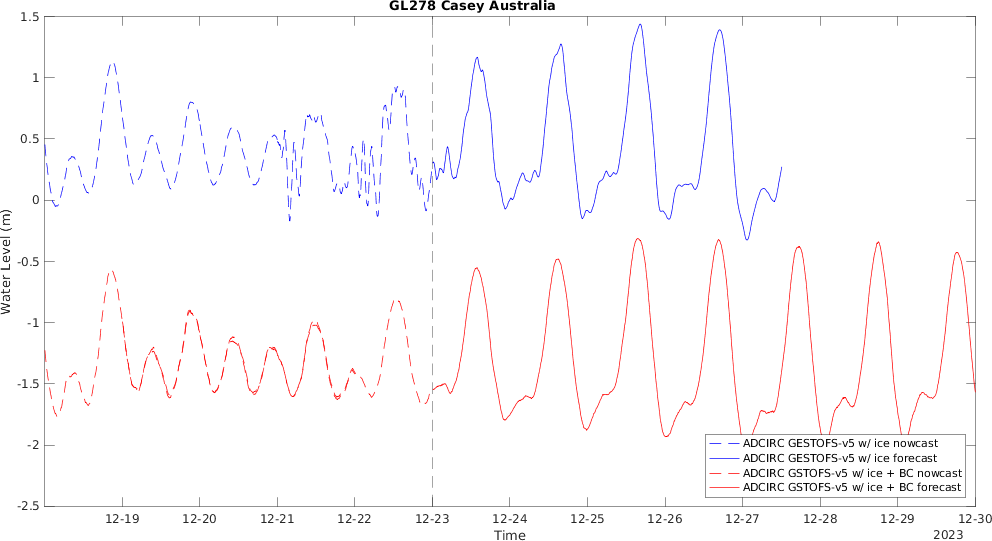 GL278 Casey Australia
1.5
1
0.5
0
-0.5
-1
-1.5
-2
-2.5
Water Level (m)
ADCIRC GESTOFS-v5 w/ ice nowcast
ADCIRC GESTOFS-v5 w/ ice forecast
ADCIRC GSTOFS-v5 w/ ice + BC nowcast
ADCIRC GSTOFS-v5 w/ ice + BC forecast
12-19 12-20 12-21 12-22 12-23 12-24 12-25 12-26 12-27 12-28 12-29 12-30
Time
2023